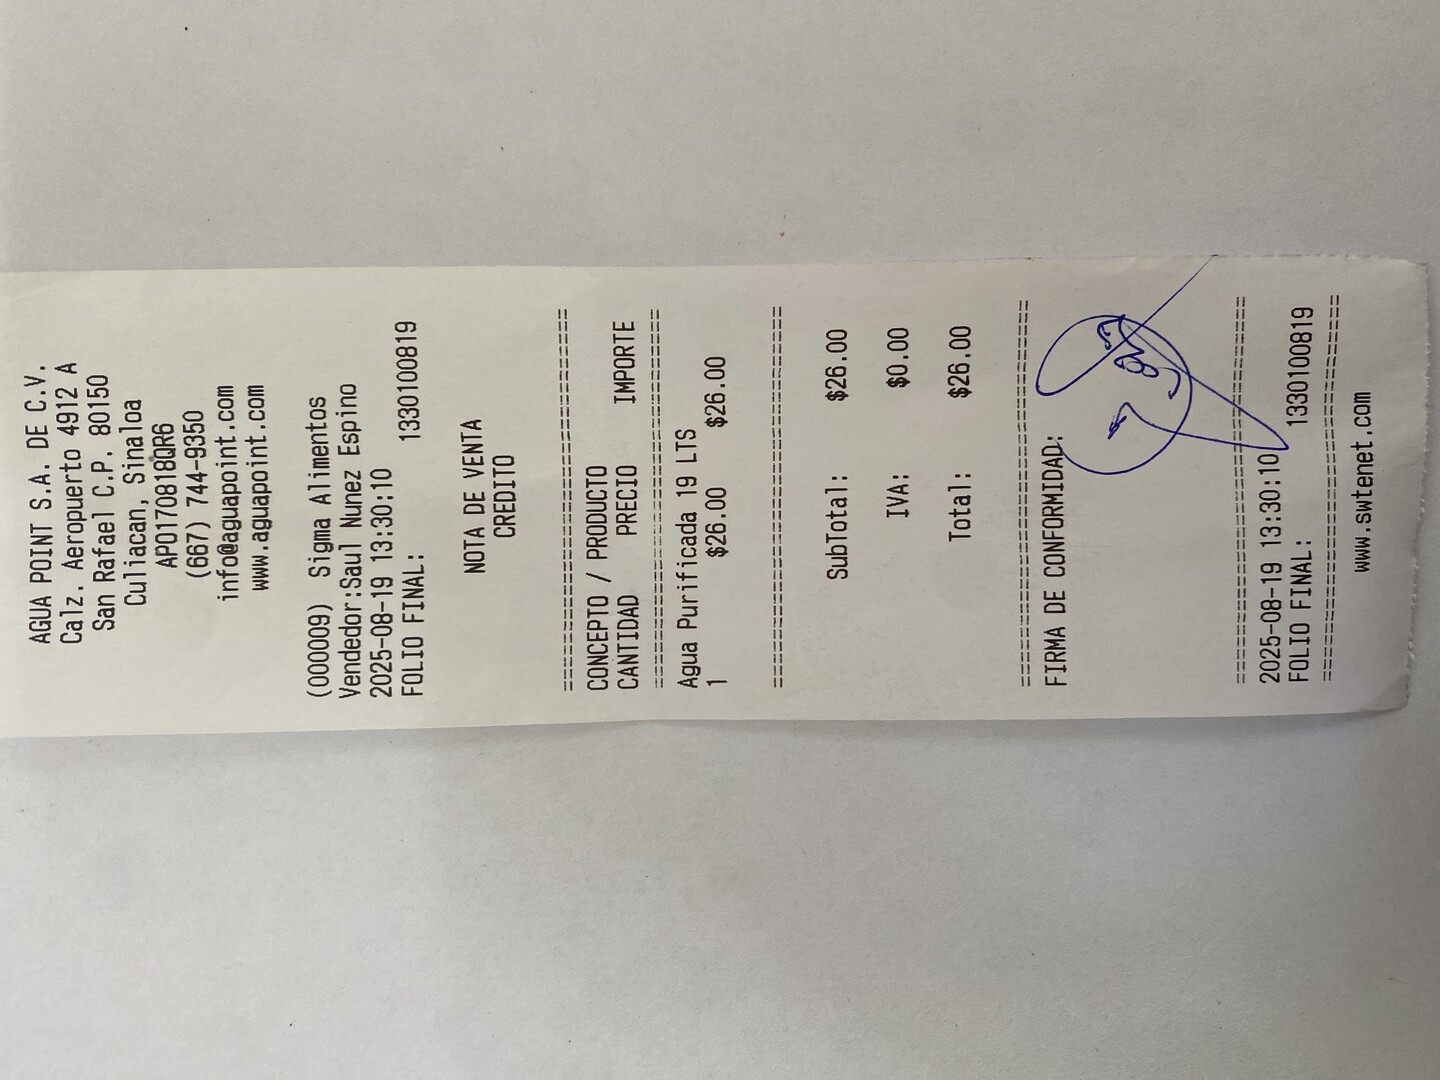 AGUA POINT S.A. DE C.V.
Calz. Aeropuerto 4912 A
San Rafael C.P. 80150
Culiacan, Sinaloa
APO170818QR6
(667) 744-9350
info@aguapoint.com
www.aguapoint.com
(000009) Sigma Alimentos
Vendedor:Saul Nunez Espino
2025-08-19 13:30:10
FOLIO FINAL: 1330100819
NOTA DE VENTA
CREDITO
==============================
CONCEPTO / PRODUCTO
CANTIDAD PRECIO IMPORTE
==============================
Agua Purificada 19 LTS
1 $26.00 $26.00
==============================
SubTotal: $26.00
IVA: $0.00
Total: $26.00
==============================
FIRMA DE CONFORMIDAD:
==============================
2025-08-19 13:30:10
FOLIO FINAL: 1330100819
==============================
www.swtenet.com